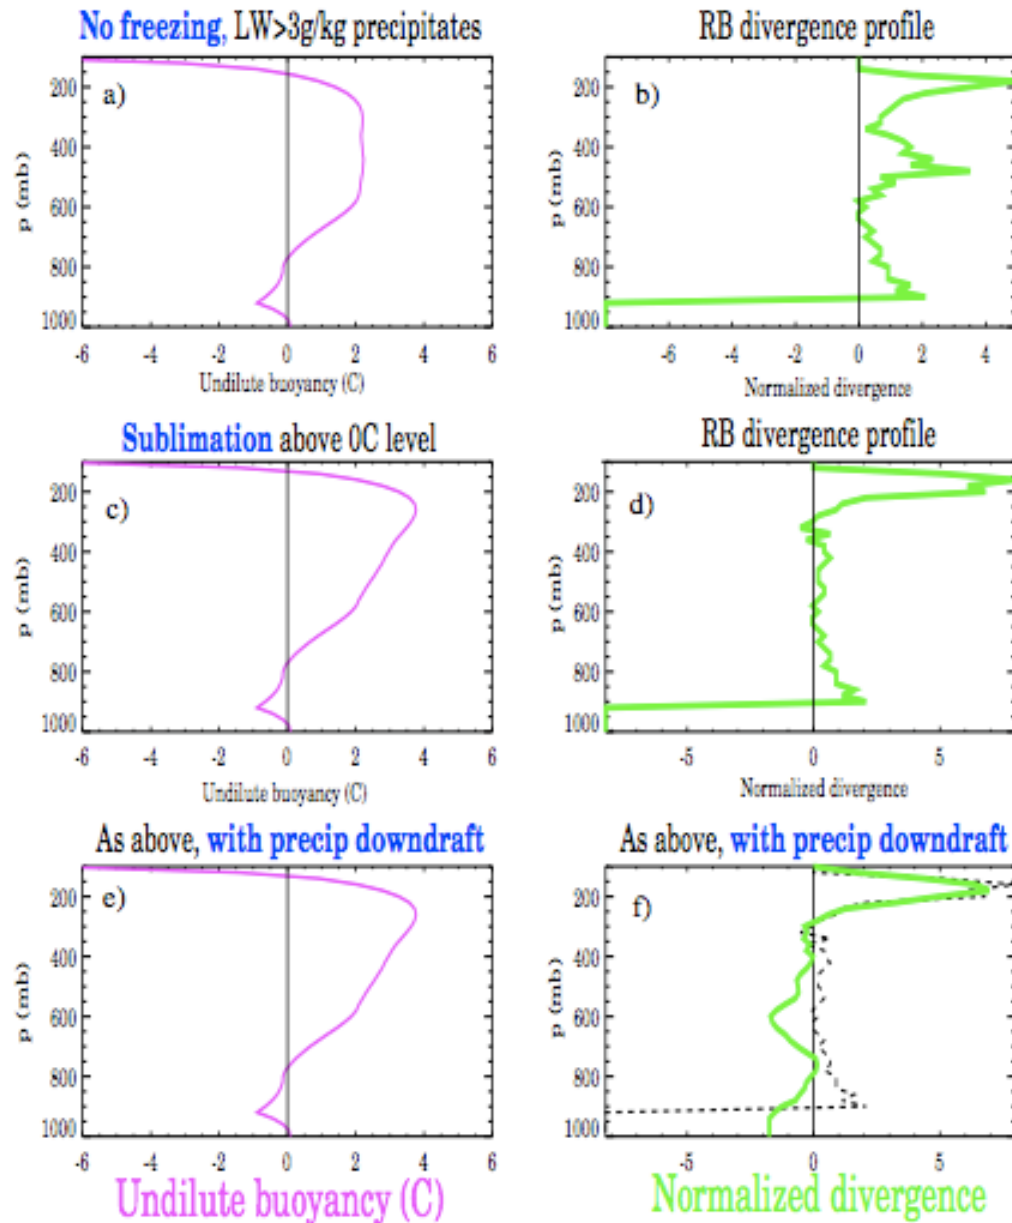 No freezing, LW>3g/kg precipitates
RB divergence profile
a)
b)
200
400
600
800
1000
p (mb)
-6 -4 -2 0 2 4 6
Undilute buoyancy (C)
200
400
600
800
1000
p (mb)
-6 -4 -2 0 2 4
Normalized divergence
Sublimation above 0C level
RB divergence profile
c)
d)
200
400
600
800
1000
p (mb)
-6 -4 -2 0 2 4 6
Undilute buoyancy (C)
200
400
600
800
1000
p (mb)
-5 0 5
Normalized divergence
As above, with precip downdraft
As above, with precip downdraft
e)
f)
200
400
600
800
1000
p (mb)
-6 -4 -2 0 2 4 6
Undilute buoyancy (C)
200
400
600
800
1000
p (mb)
-5 0 5
Normalized divergence